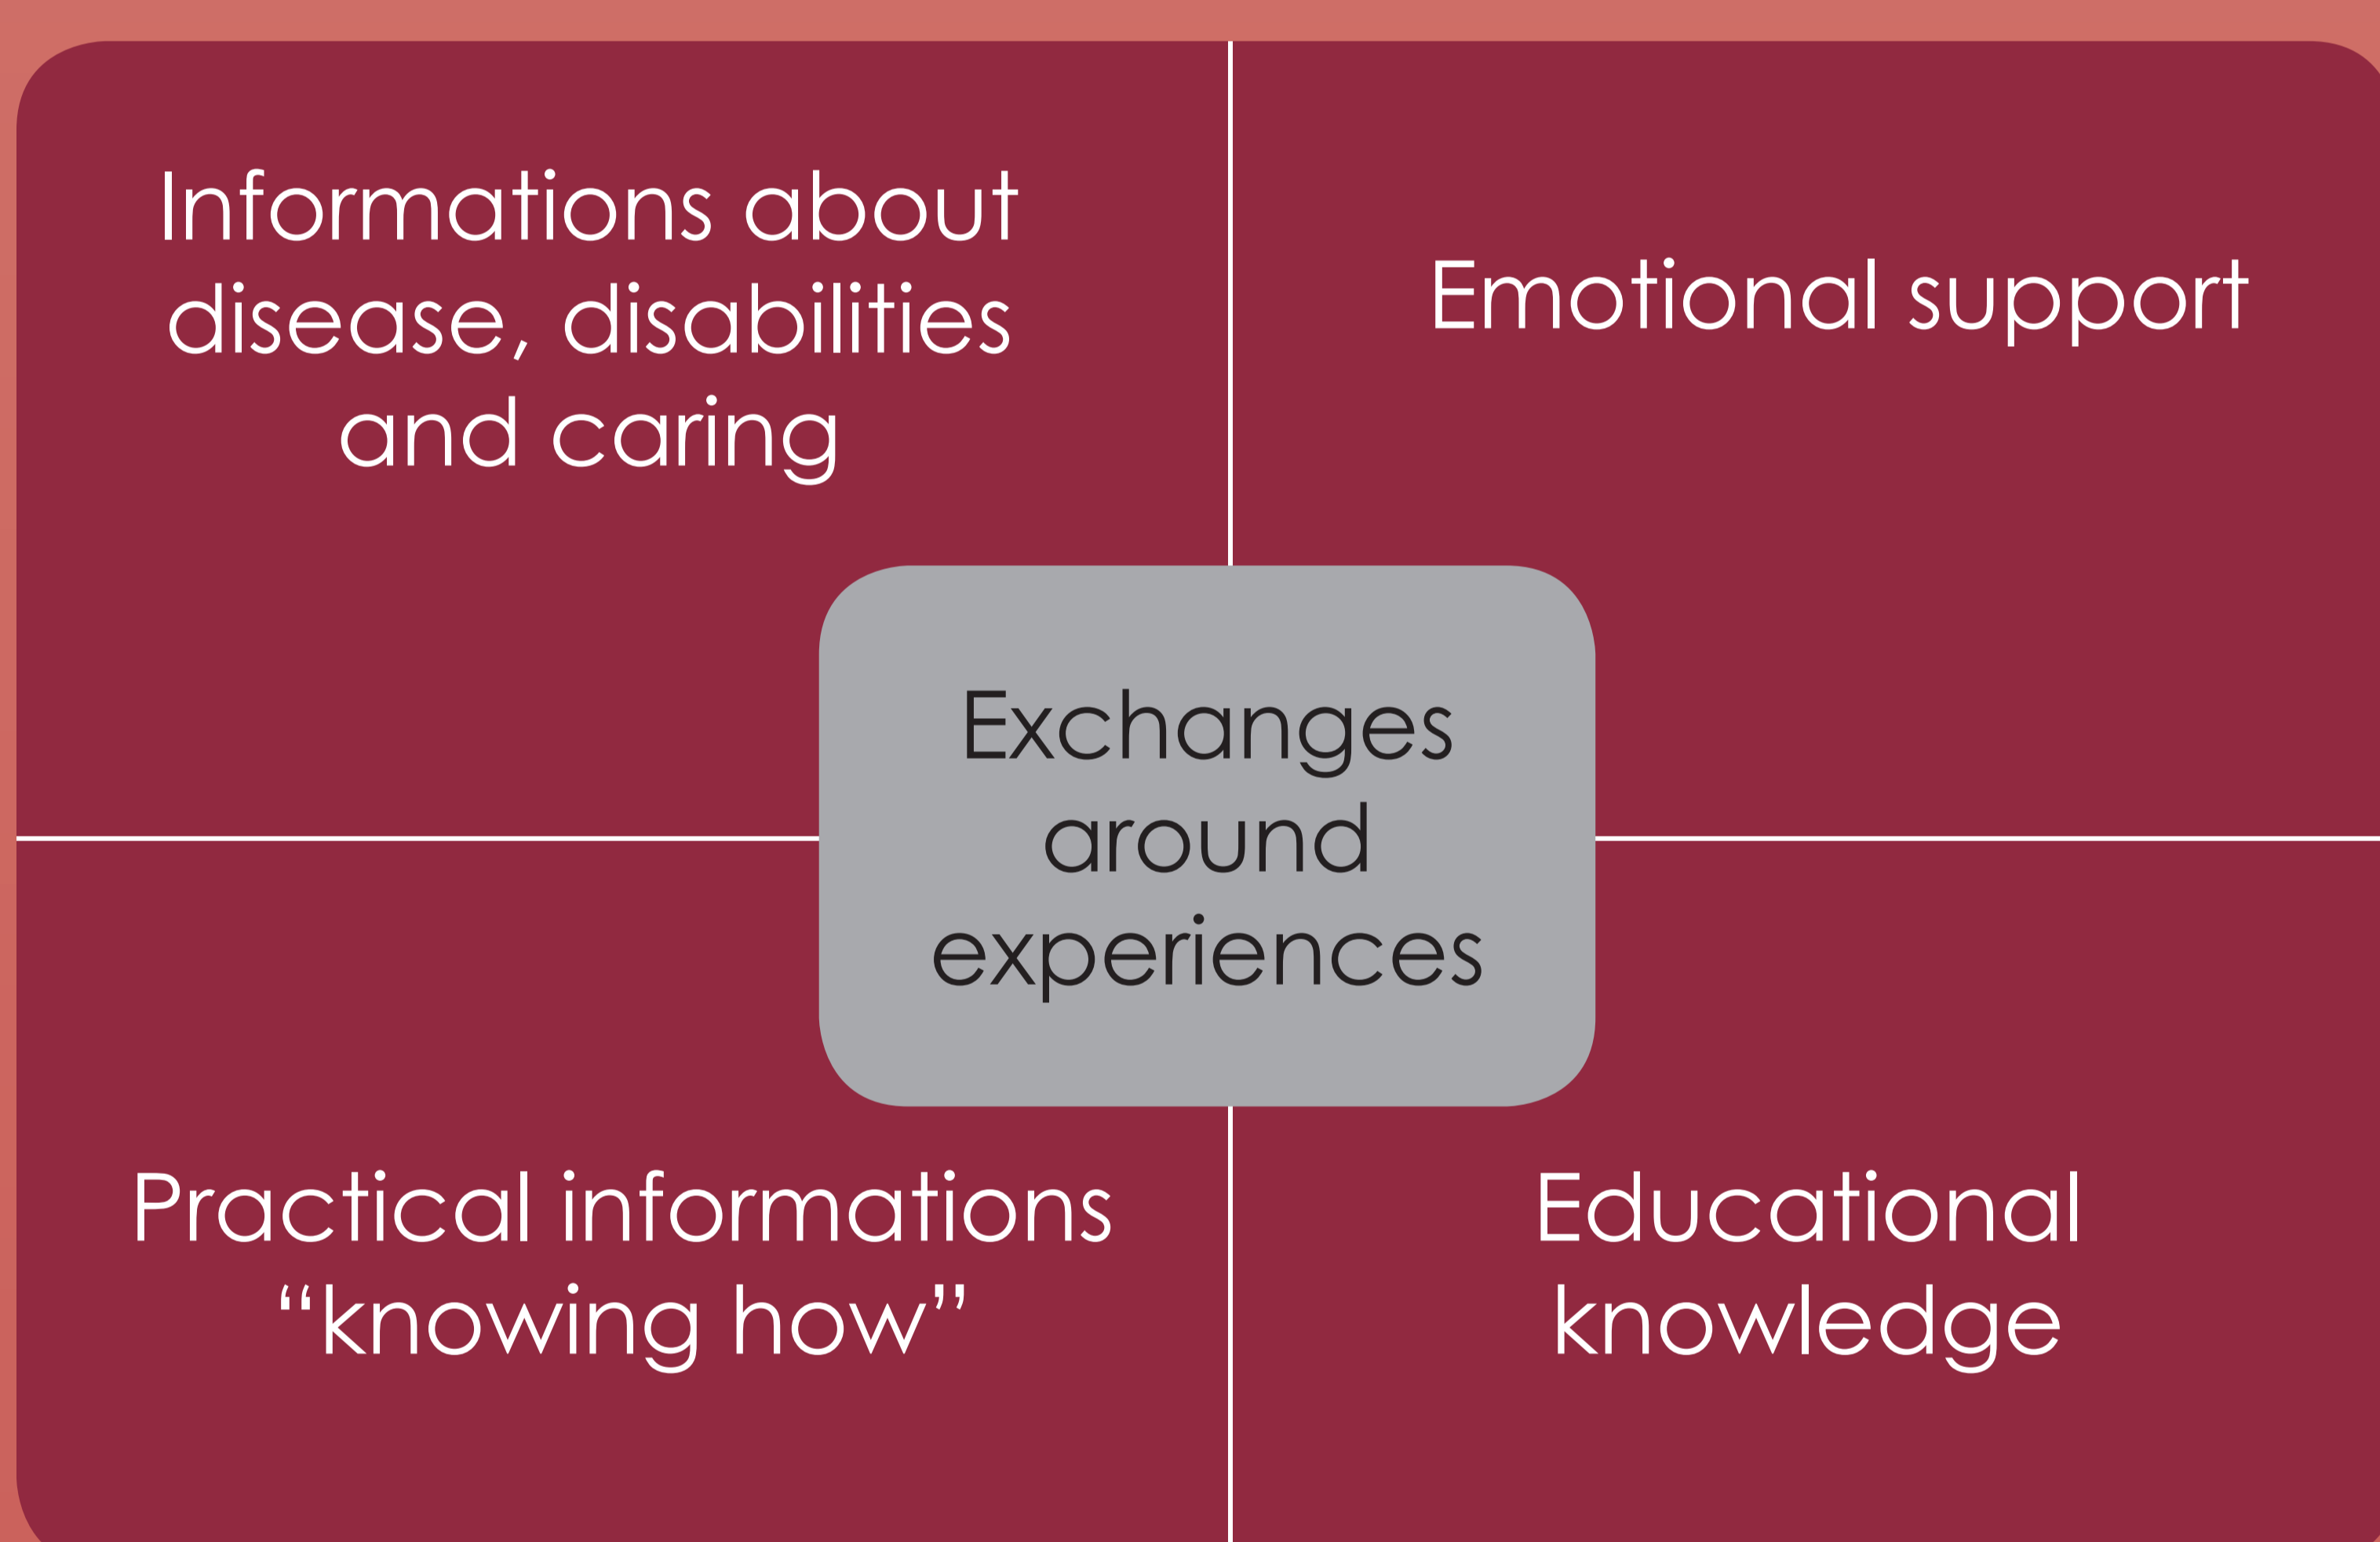 Informations about
disease, disabilities
and caring
Emotional support
Exchanges
around
experiences
Practical informations
“knowing how”
Educational
knowledge